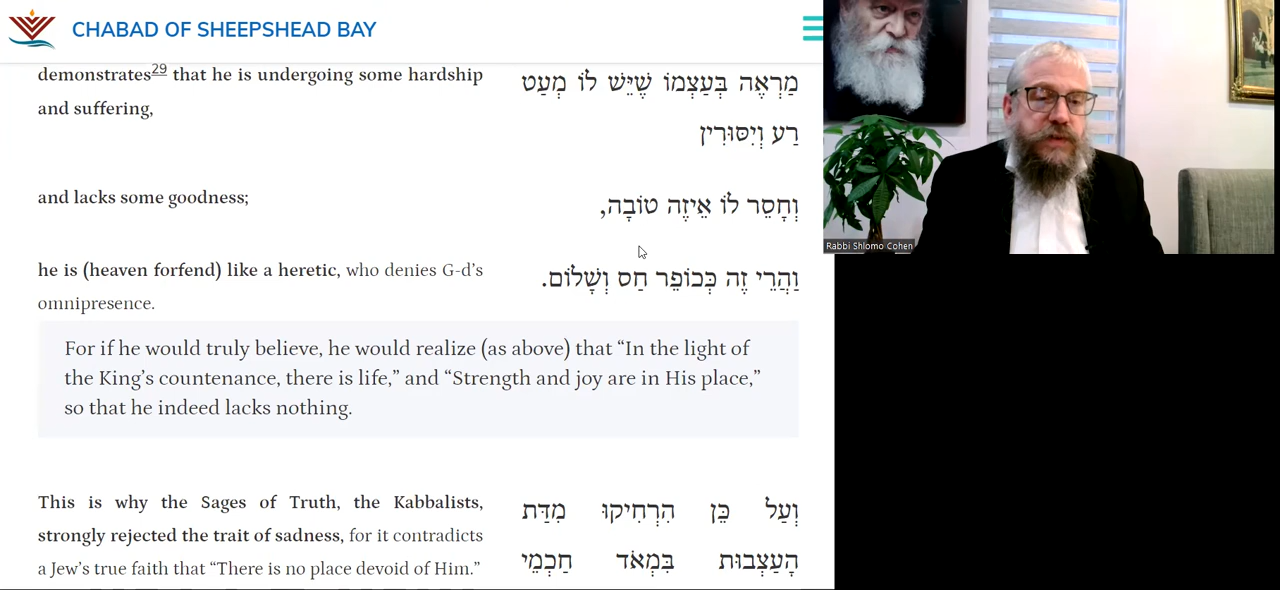 CHABAD OF SHEEPSHEAD BAY
demonstrates29 that he is undergoing some hardship
and suffering,
מַרְאֶה בְּעַצְמוֹ שֶׁיֵּשׁ לוֹ מְעַט
רַע וְיִסּוּרִין
and lacks some goodness;
וְחָסֵר לוֹ אֵיזֶה טוֹבָה,
he is (heaven forfend) like a heretic, who denies G-d's
omnipresence.
וַהֲרֵי זֶה כְּכוֹפֵר חַס וְשָׁלוֹם.
For if he would truly believe, he would realize (as above) that “In the light of
the King’s countenance, there is life,” and “Strength and joy are in His place,”
so that he indeed lacks nothing.
This is why the Sages of Truth, the Kabbalists,
strongly rejected the trait of sadness, for it contradicts
a Jew’s true faith that “There is no place devoid of Him.”
וְעַל כֵּן הִרְחִיקוּ מִדַּת
הָעַצְבוּת בִּמְאֹד חַכְמֵי
Rabbi Shlomo Cohen